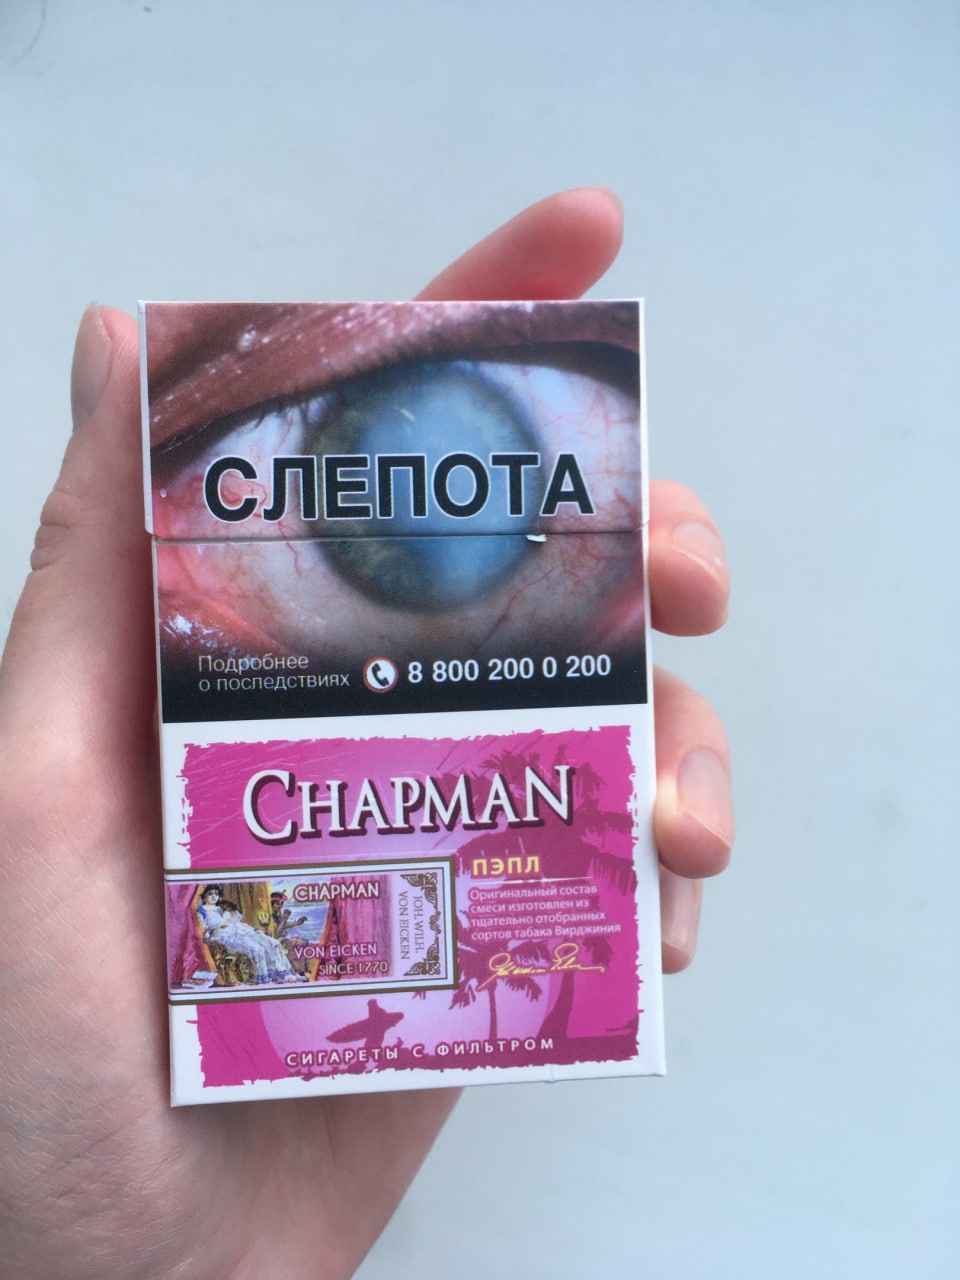 СЛЕПОТА
Подробнее
о последствиях
8 800 200 0 200
CHAPMAN
ПЭПЛ
Оригинальный состав
смеси изготовлен из
тщательно отобранных
сортов табака Вирджиния
CHAPMAN
VON EICKEN
SINCE 1770
JOH. WILH.
VON EICKEN
СИГАРЕТЫ С ФИЛЬТРОМ